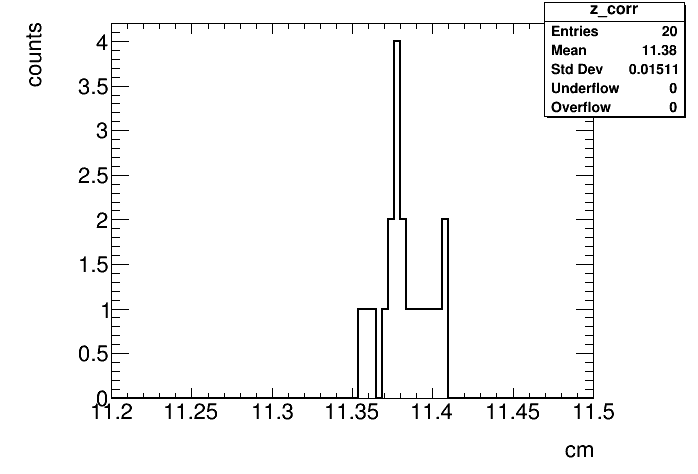 z_corr
Entries 20
Mean 11.38
Std Dev 0.01511
Underflow 0
Overflow 0
counts
4
3.5
3
2.5
2
1.5
1
0.5
0
11.2 11.25 11.3 11.35 11.4 11.45 11.5
cm